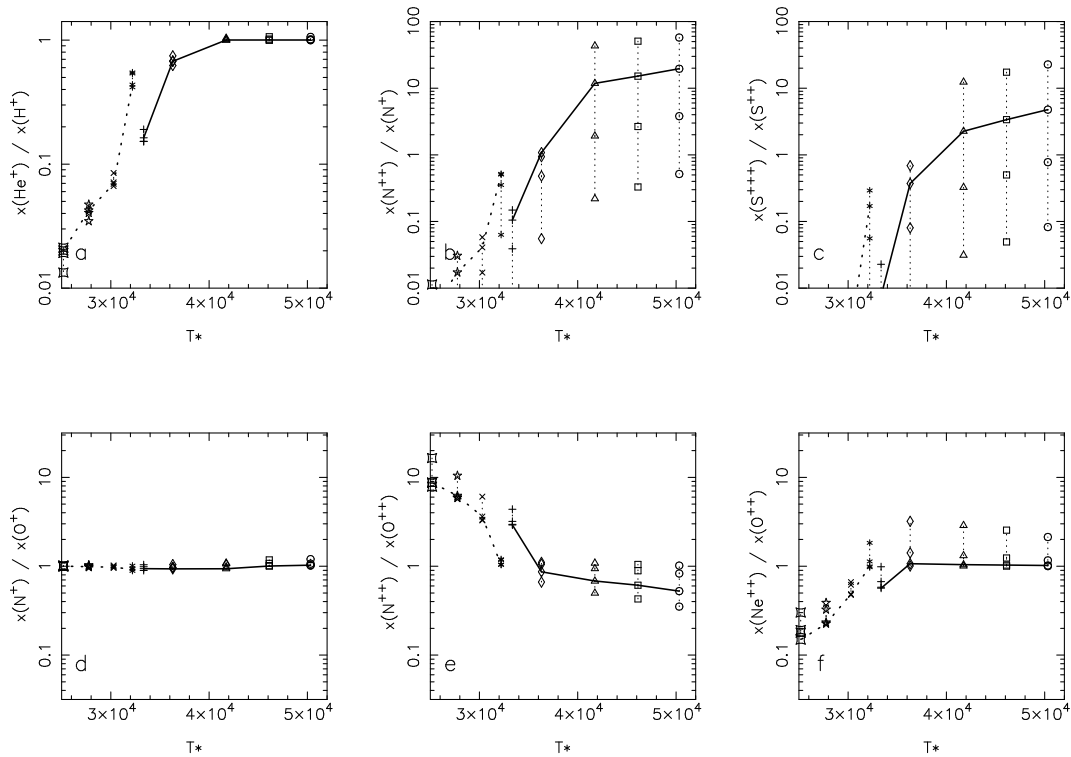 x(He⁺) / x(H⁺)
1
0.1
0.01
a
3×10⁴ 4×10⁴ 5×10⁴
T*
x(N⁺⁺) / x(N⁺)
100
10
1
0.1
0.01
b
3×10⁴ 4×10⁴ 5×10⁴
T*
x(S⁺⁺⁺) / x(S⁺⁺)
100
10
1
0.1
0.01
c
3×10⁴ 4×10⁴ 5×10⁴
T*
x(N⁺) / x(O⁺)
10
1
0.1
d
3×10⁴ 4×10⁴ 5×10⁴
T*
x(N⁺⁺) / x(O⁺⁺)
10
1
0.1
e
3×10⁴ 4×10⁴ 5×10⁴
T*
x(Ne⁺⁺) / x(O⁺⁺)
10
1
0.1
f
3×10⁴ 4×10⁴ 5×10⁴
T*